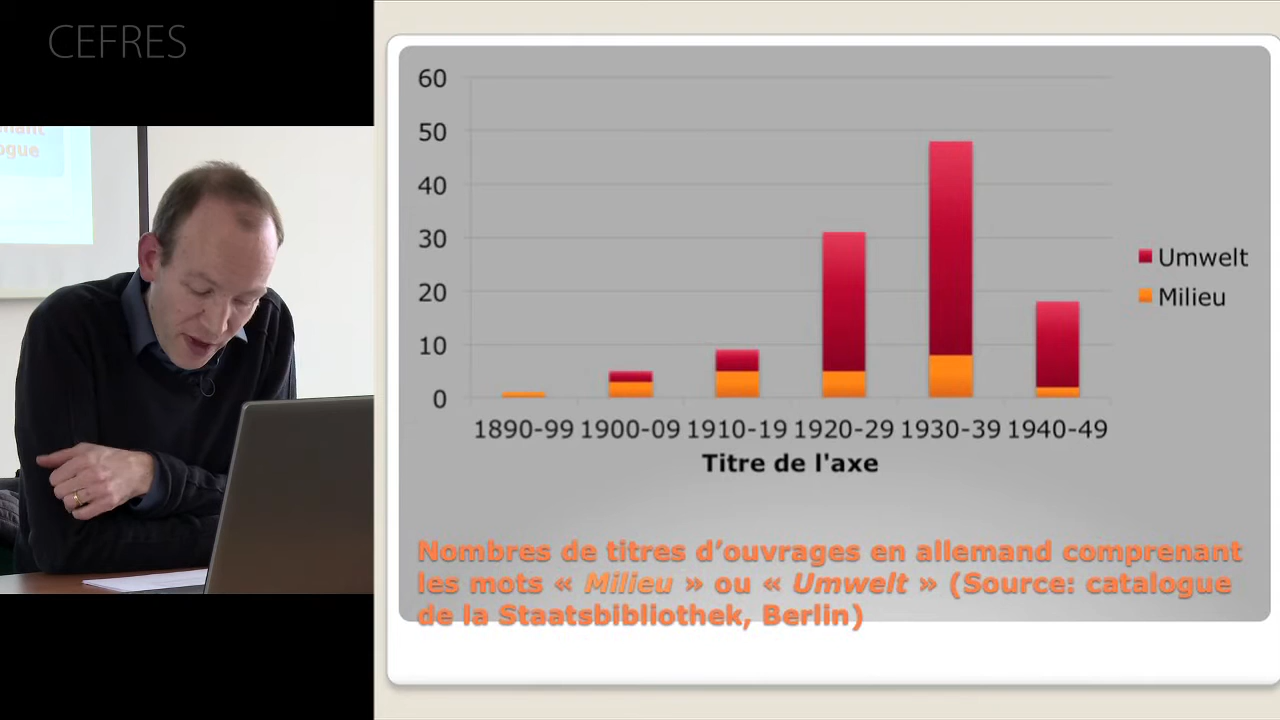 CEFRES
nant
ogue
60
50
40
30
20
10
0
Umwelt
Milieu
1890-99 1900-09 1910-19 1920-29 1930-39 1940-49
Titre de l'axe
Nombres de titres d’ouvrages en allemand comprenant
les mots « Milieu » ou « Umwelt » (Source: catalogue
de la Staatsbibliothek, Berlin)